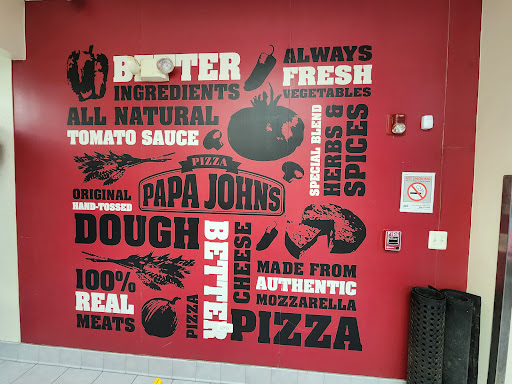 BETTER
INGREDIENTS
ALL NATURAL
TOMATO SAUCE
ALWAYS
FRESH
VEGETABLES
SPECIAL BLEND
HERBS &
SPICES
PIZZA
PAPA JOHNS
ORIGINAL
HAND-TOSSED
DOUGH
BETTER
CHEESE
100%
REAL
MEATS
PIZZA
MADE FROM
AUTHENTIC
MOZZARELLA
PIZZA
FIRE